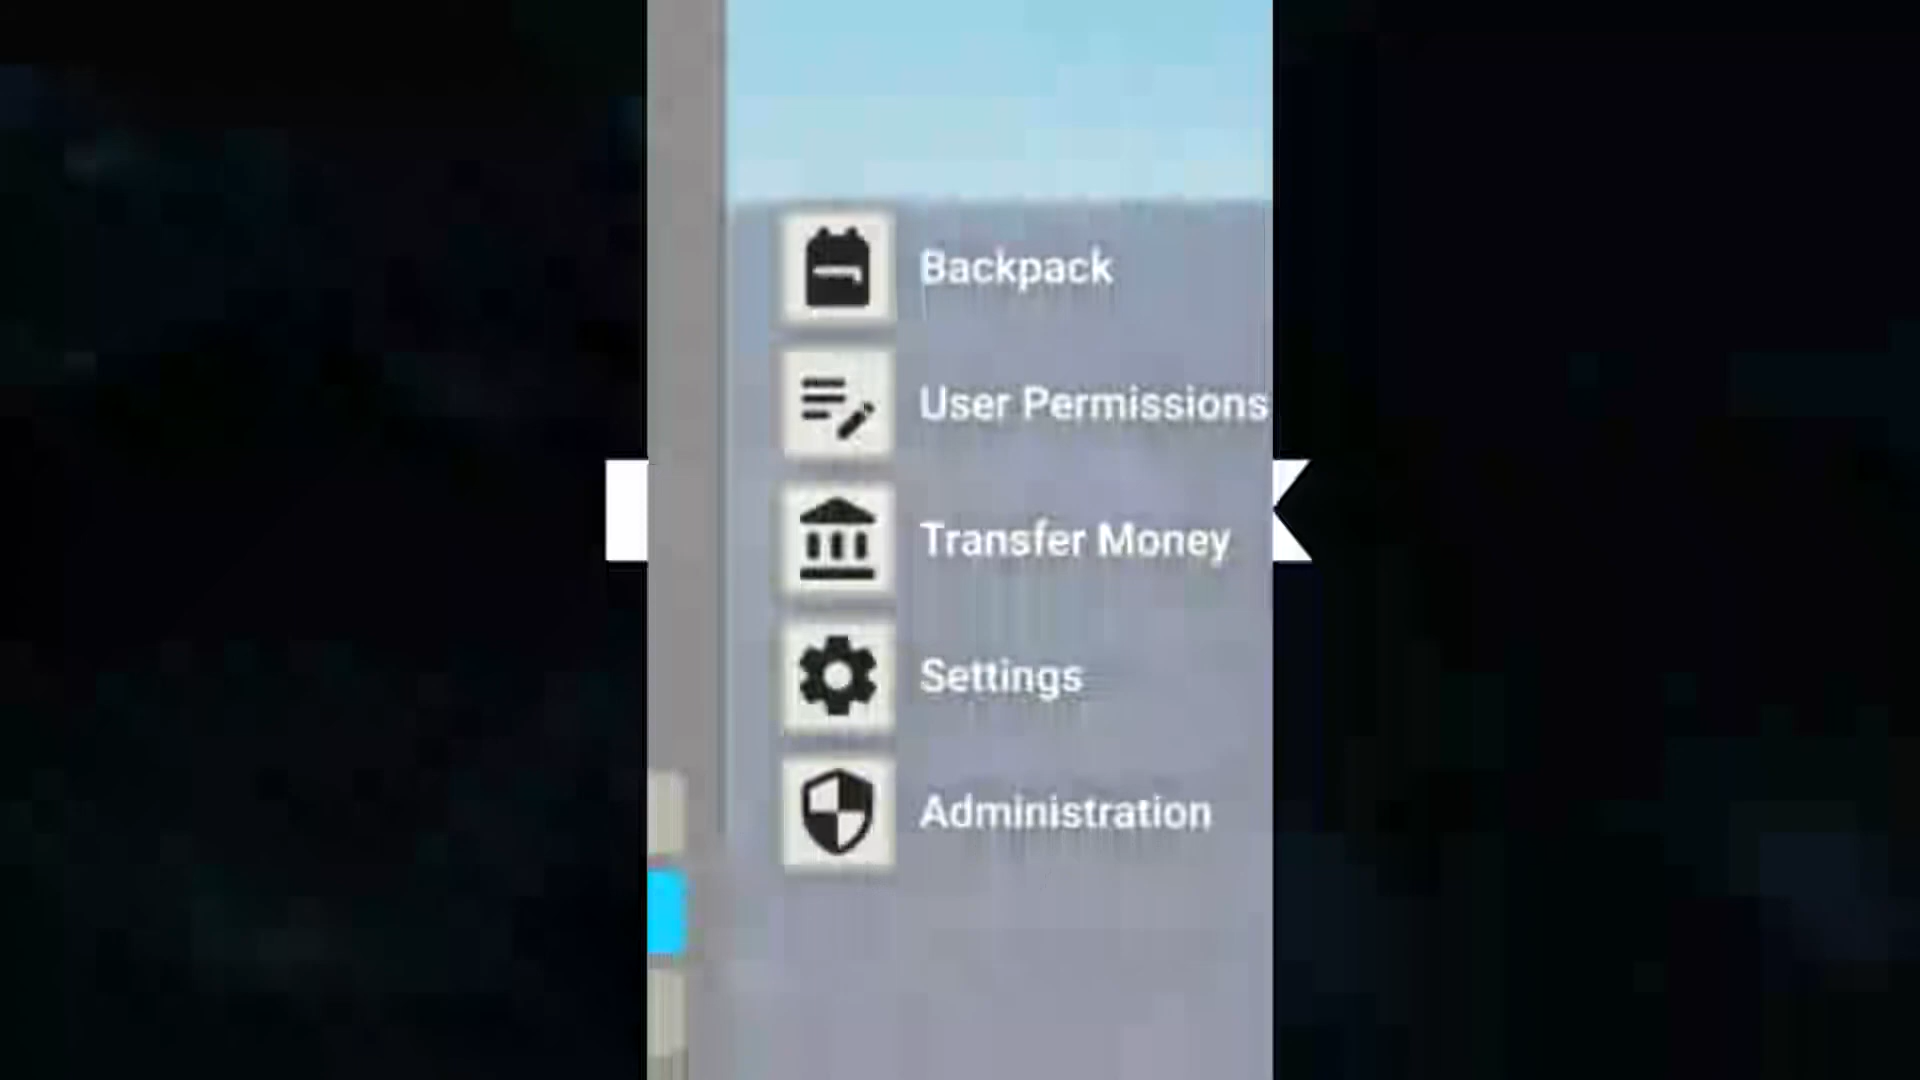 Backpack
User Permissions
Transfer Money
Settings
Administration